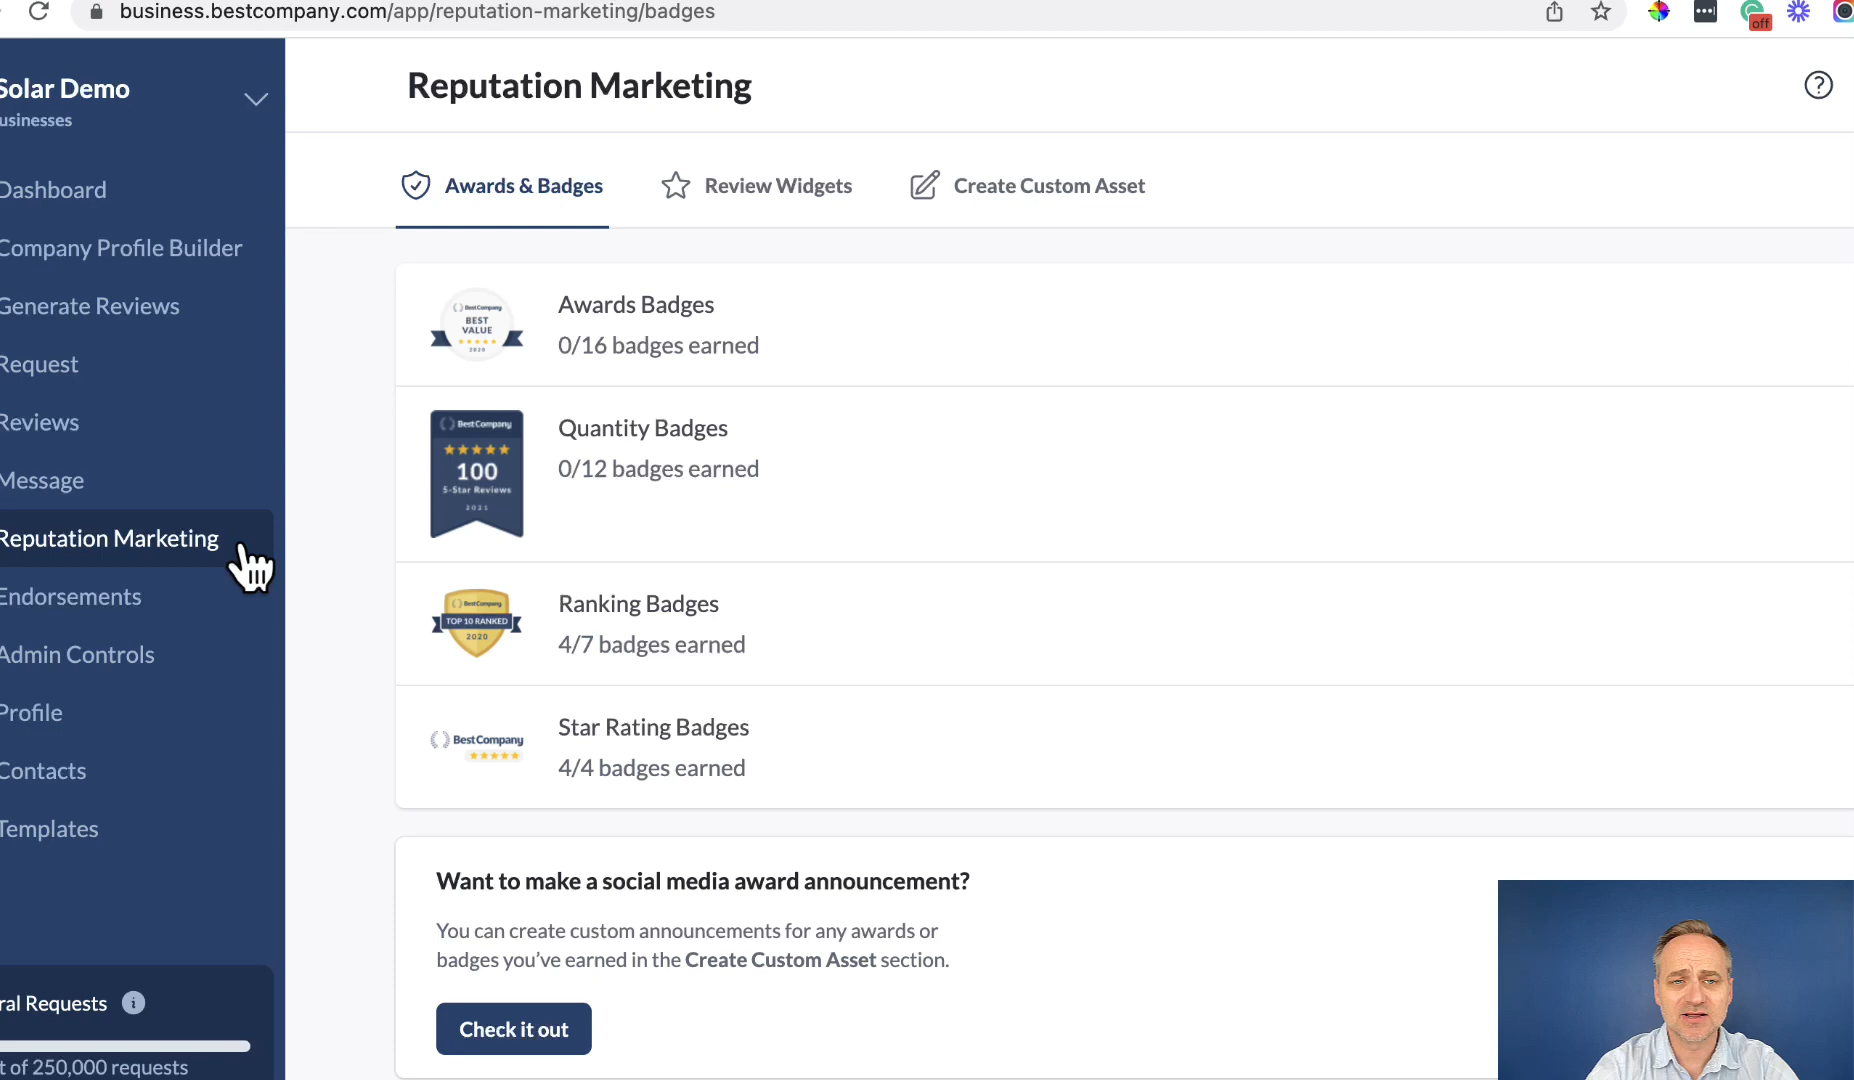 business.bestcompany.com/app/reputation-marketing/badges
off
Solar Demo
usinesses
Dashboard
Company Profile Builder
Generate Reviews
Request
Reviews
Message
Reputation Marketing
Endorsements
Admin Controls
Profile
Contacts
Templates
ral Requests i
t of 250,000 requests
Reputation Marketing
?
Awards & Badges
Review Widgets
Create Custom Asset
BestCompany
BEST
VALUE
2020
Awards Badges
0/16 badges earned
BestCompany
100
5-Star Reviews
2021
Quantity Badges
0/12 badges earned
BestCompany
TOP 10 RANKED
2020
Ranking Badges
4/7 badges earned
BestCompany
Star Rating Badges
4/4 badges earned
Want to make a social media award announcement?
You can create custom announcements for any awards or
badges you've earned in the Create Custom Asset section.
Check it out